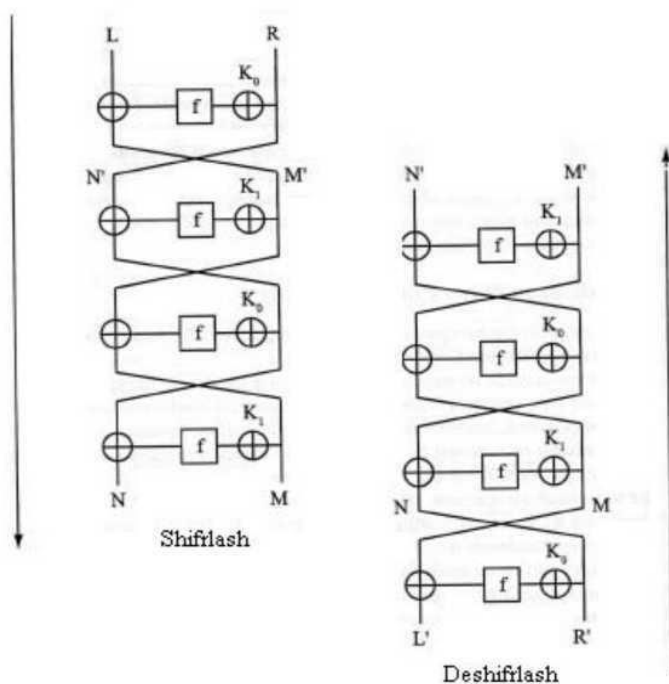 L R
K₀
f
N' M'
K₁
f
K₀
f
K₁
f
N M
Shifrlash
N' M'
K₁
f
K₀
f
K₁
f
N M
K₀
f
L' R'
Deshifrlash